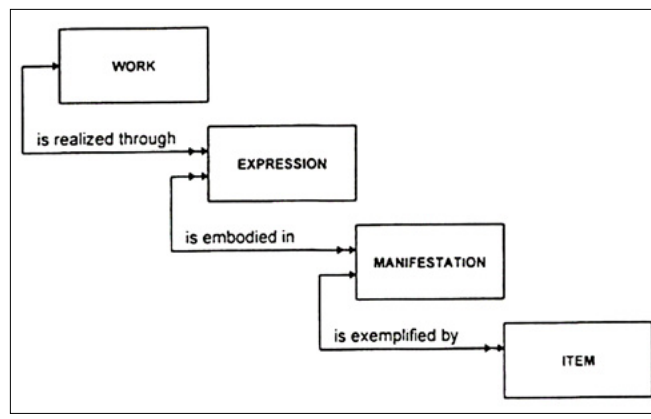 WORK
is realized through
EXPRESSION
is embodied in
MANIFESTATION
is exemplified by
ITEM